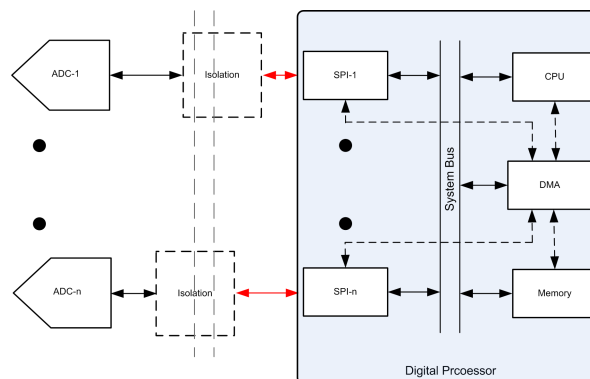 ADC-1
Isolation
SPI-1
CPU
System Bus
DMA
ADC-n
Isolation
SPI-n
Memory
Digital Prcoessor